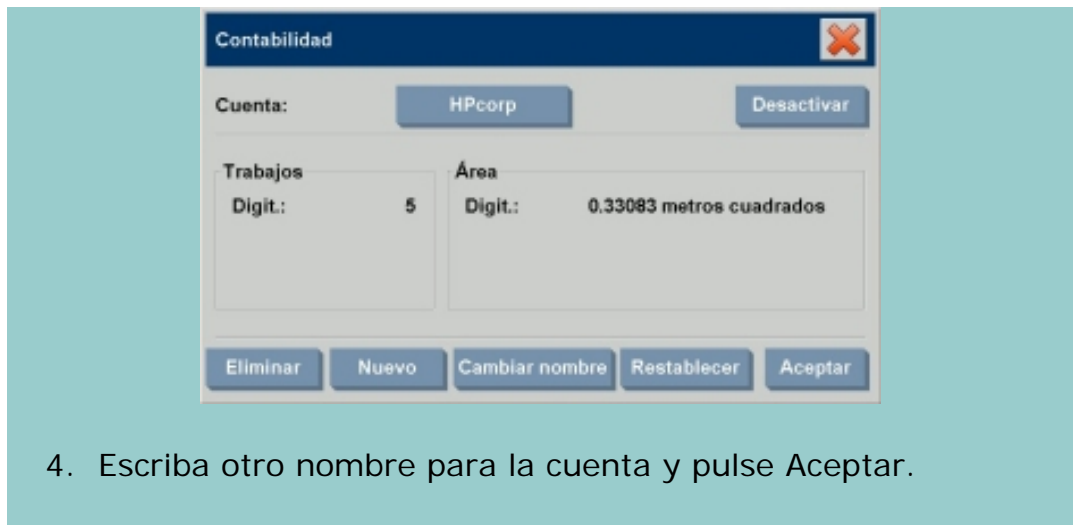 Contabilidad
Cuenta: HPcorp Desactivar
Trabajos Área
Digit.: 5 Digit.: 0.33083 metros cuadrados
Eliminar Nuevo Cambiar nombre Restablecer Aceptar
4. Escriba otro nombre para la cuenta y pulse Aceptar.